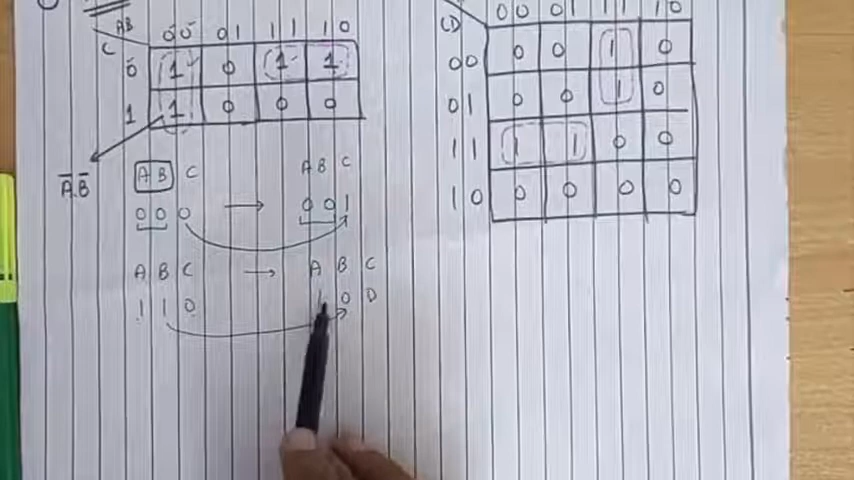 AB
C
00 01 11 10
0 1 0 1 1
1 1 0 0 0
A̅.B̅
A B C
0 0 0 → 0 0 1
A B C
A B C → A B C
1 1 0 1 0 0
CD
00 01 11 10
00 0 0 1 0
01 0 0 1 0
11 1 1 0 0
10 0 0 0 0